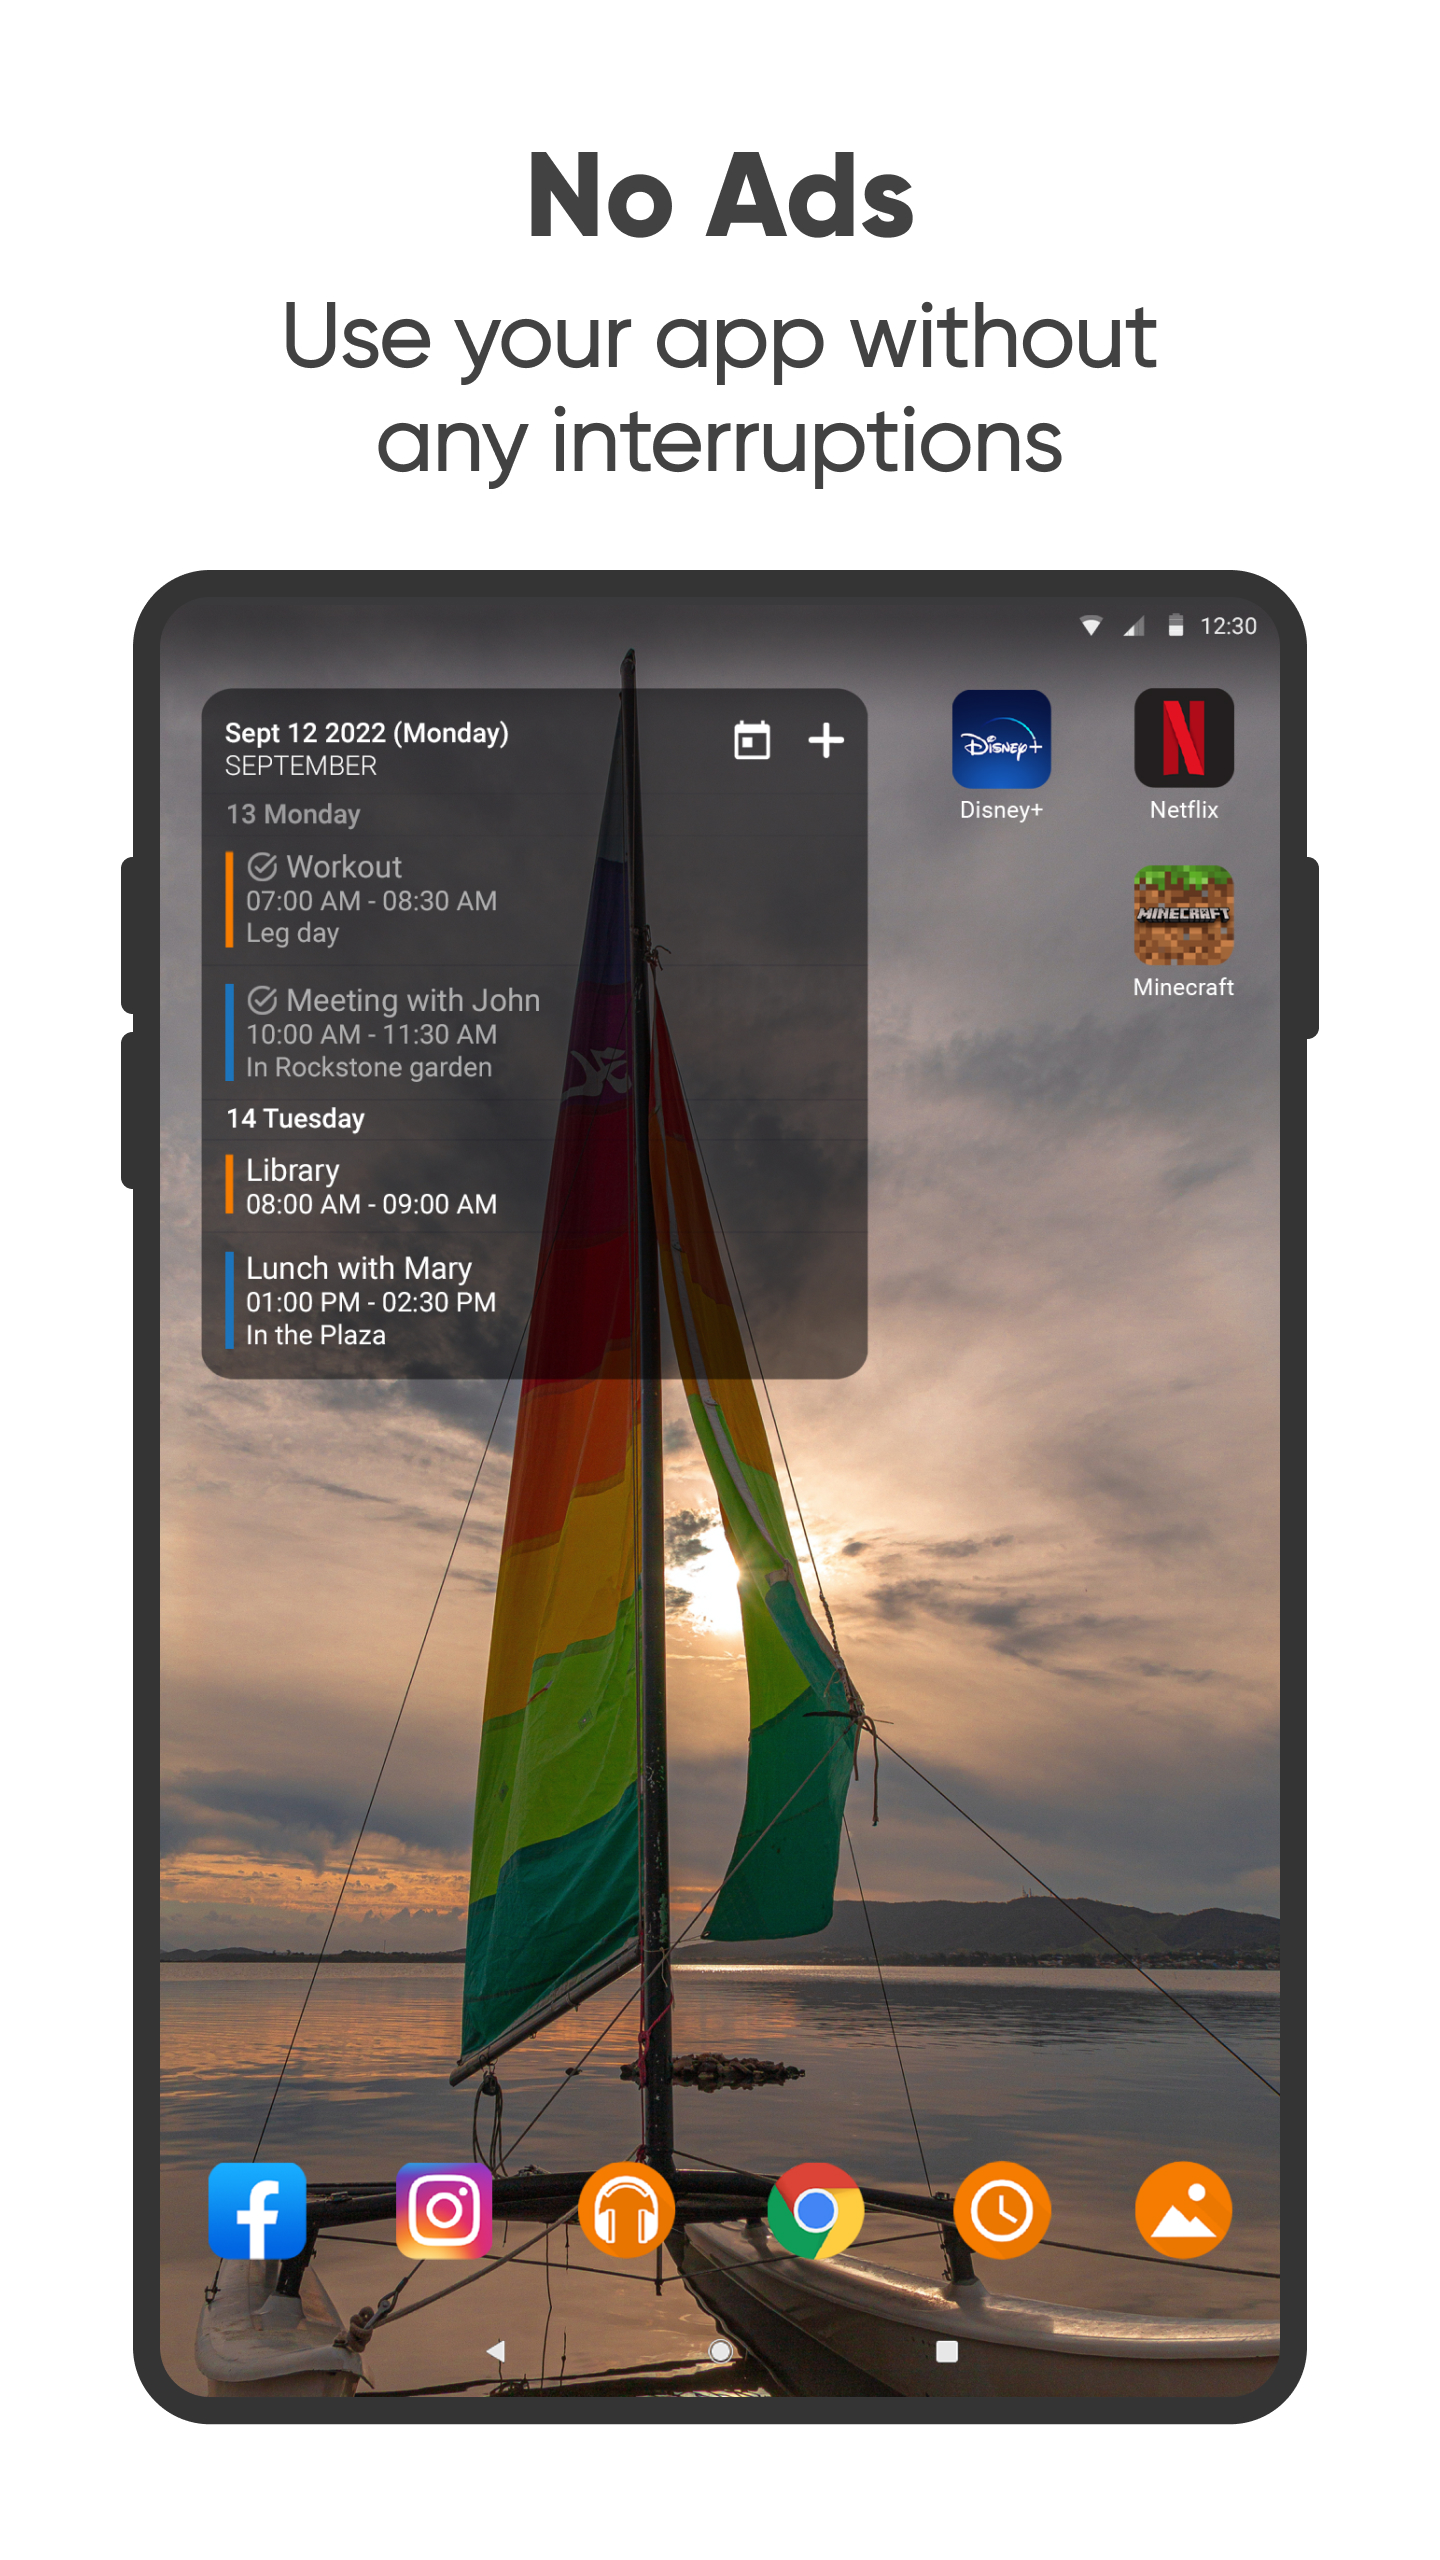 No Ads
Use your app without
any interruptions
12:30
Sept 12 2022 (Monday)
SEPTEMBER
13 Monday
Workout
07:00 AM - 08:30 AM
Leg day
Meeting with John
10:00 AM - 11:30 AM
In Rockstone garden
14 Tuesday
Library
08:00 AM - 09:00 AM
Lunch with Mary
01:00 PM - 02:30 PM
In the Plaza
Disney+
Disney+
N
Netflix
MINECRAFT
Minecraft
f